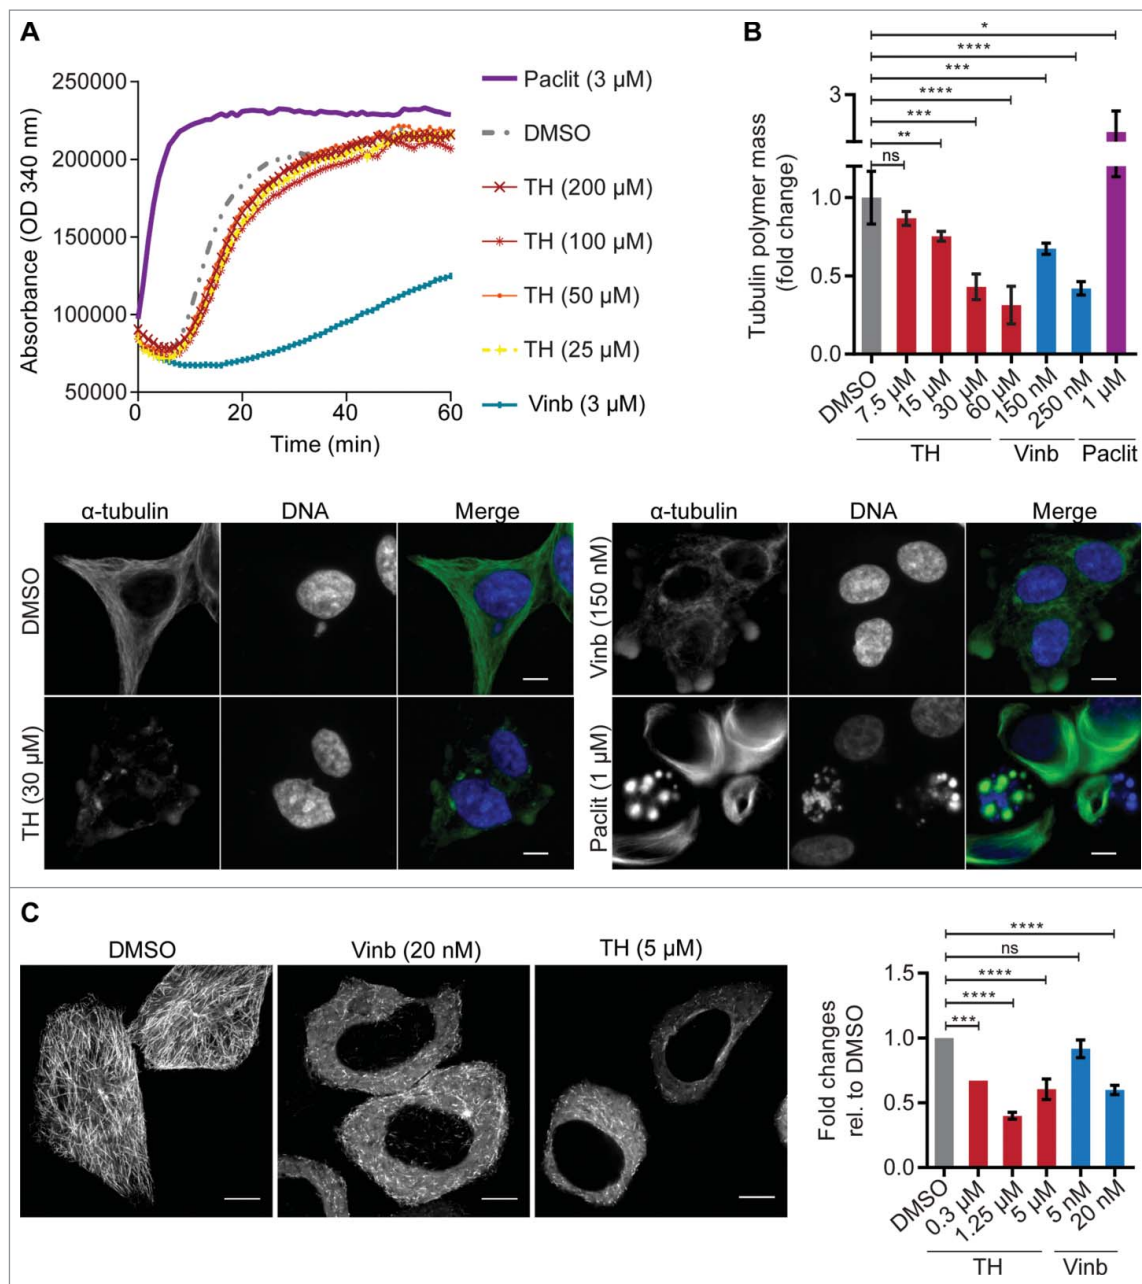 A
Absorbance (OD 340 nm)
250000
200000
150000
100000
50000
0
20
40
60
Time (min)
Paclit (3 μM)
DMSO
TH (200 μM)
TH (100 μM)
TH (50 μM)
TH (25 μM)
Vinb (3 μM)
B
Tubulin polymer mass
(fold change)
3
1.0
0.5
0.0
*
****
***
****
***
**
ns
DMSO
7.5 μM
15 μM
30 μM
60 μM
150 nM
250 nM
1 μM
TH
Vinb
Paclit
α-tubulin
DNA
Merge
DMSO
TH (30 μM)
α-tubulin
DNA
Merge
Vinb (150 nM)
Paclit (1 μM)
C
DMSO
Vinb (20 nM)
TH (5 μM)
Fold changes
rel. to DMSO
1.5
1.0
0.5
0.0
****
ns
****
****
***
DMSO
0.3 μM
1.25 μM
5 μM
5 nM
20 nM
TH
Vinb